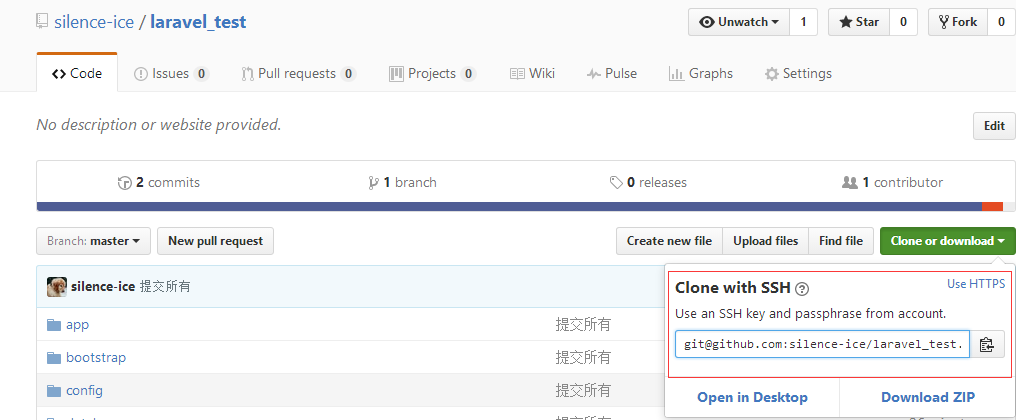 silence-ice / laravel_test
Unwatch 1 Star 0 Fork 0
Code Issues 0 Pull requests 0 Projects 0 Wiki Pulse Graphs Settings
No description or website provided.
Edit
2 commits 1 branch 0 releases 1 contributor
Branch: master New pull request Create new file Upload files Find file Clone or download
silence-ice 提交所有
Clone with SSH ? Use HTTPS
Use an SSH key and passphrase from account.
app 提交所有
git@github.com:silence-ice/laravel_test.
bootstrap 提交所有
config 提交所有
Open in Desktop Download ZIP